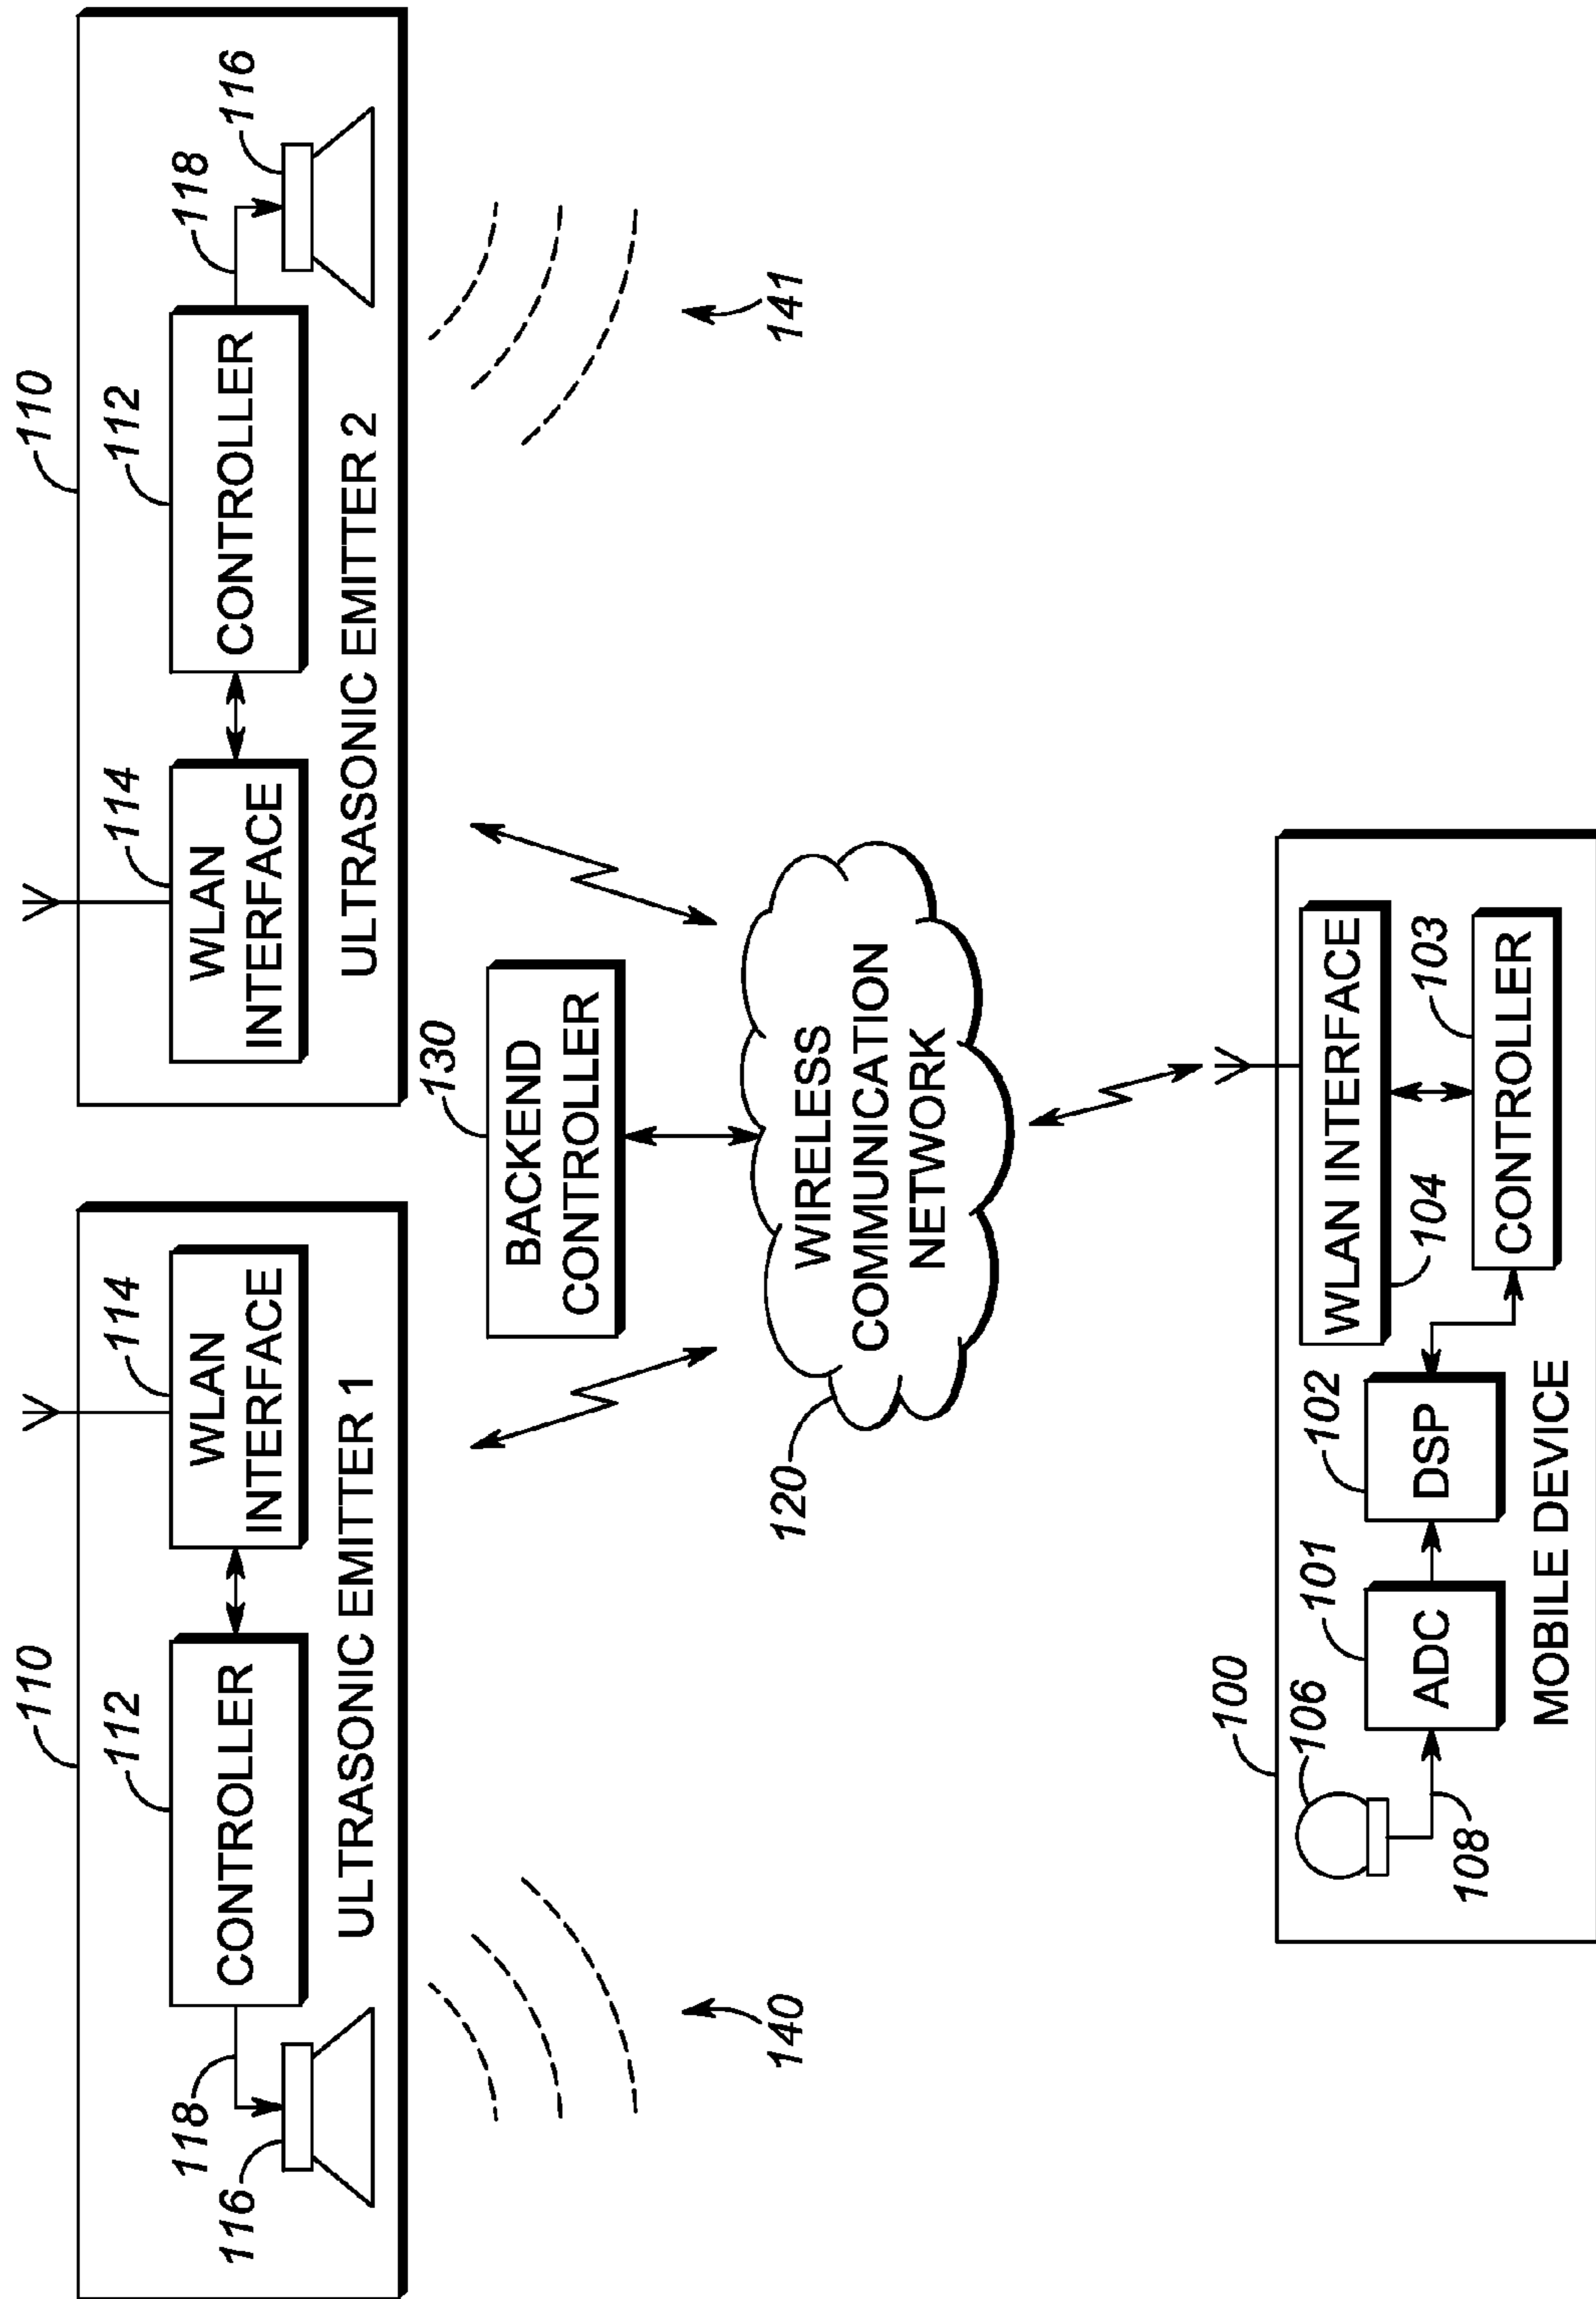 110
112
114
CONTROLLER
WLAN
INTERFACE
118
116
ULTRASONIC EMITTER 1
110
114
112
118
116
WLAN
INTERFACE
CONTROLLER
ULTRASONIC EMITTER 2
130
BACKEND
CONTROLLER
140
120
WIRELESS
COMMUNICATION
NETWORK
141
100
106
101
102
104
103
108
ADC
DSP
WLAN INTERFACE
CONTROLLER
MOBILE DEVICE